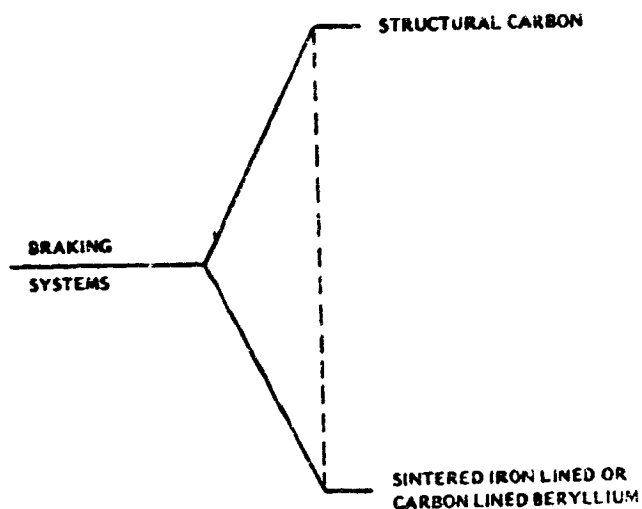 STRUCTURAL CARBON
BRAKING
SYSTEMS
SINTERED IRON LINED OR
CARBON LINED BERYLLIUM